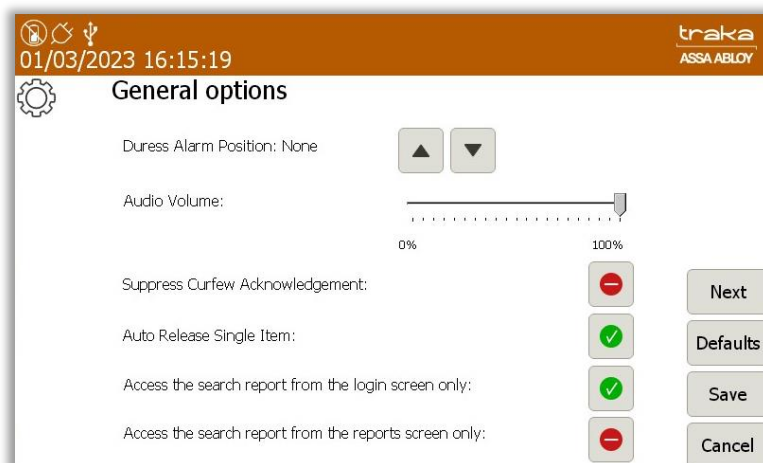 01/03/2023 16:15:19
traka
ASSA ABLOY
General options
Duress Alarm Position: None
Audio Volume:
0% 100%
Suppress Curfew Acknowledgement:
Auto Release Single Item:
Access the search report from the login screen only:
Access the search report from the reports screen only:
Next
Defaults
Save
Cancel